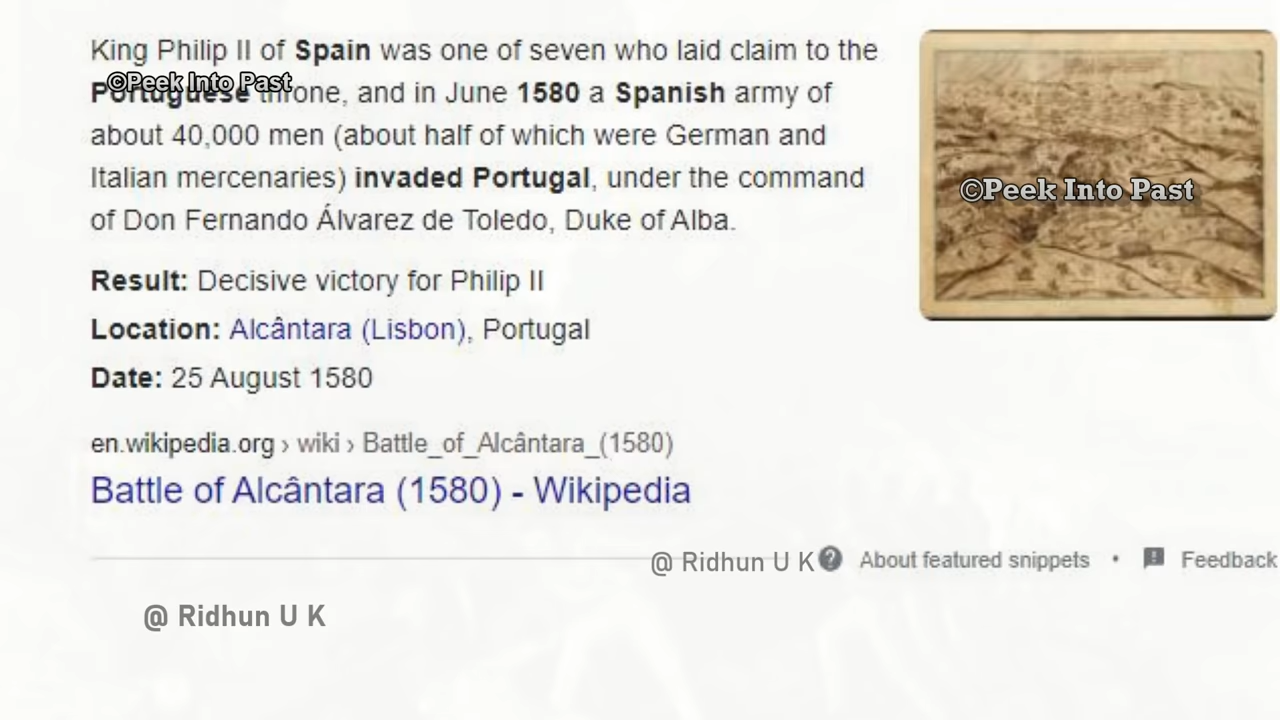 King Philip II of Spain was one of seven who laid claim to the
©Peek Into Past
Portuguese throne, and in June 1580 a Spanish army of
about 40,000 men (about half of which were German and
Italian mercenaries) invaded Portugal, under the command
of Don Fernando Álvarez de Toledo, Duke of Alba.
©Peek Into Past
Result: Decisive victory for Philip II
Location: Alcântara (Lisbon), Portugal
Date: 25 August 1580
en.wikipedia.org › wiki › Battle_of_Alcântara_(1580)
Battle of Alcântara (1580) - Wikipedia
@ Ridhun U K
About featured snippets • Feedback
@ Ridhun U K